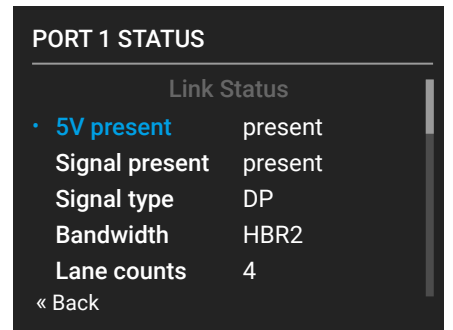 PORT 1 STATUS
Link Status
• 5V present present
Signal present present
Signal type DP
Bandwidth HBR2
Lane counts 4
« Back